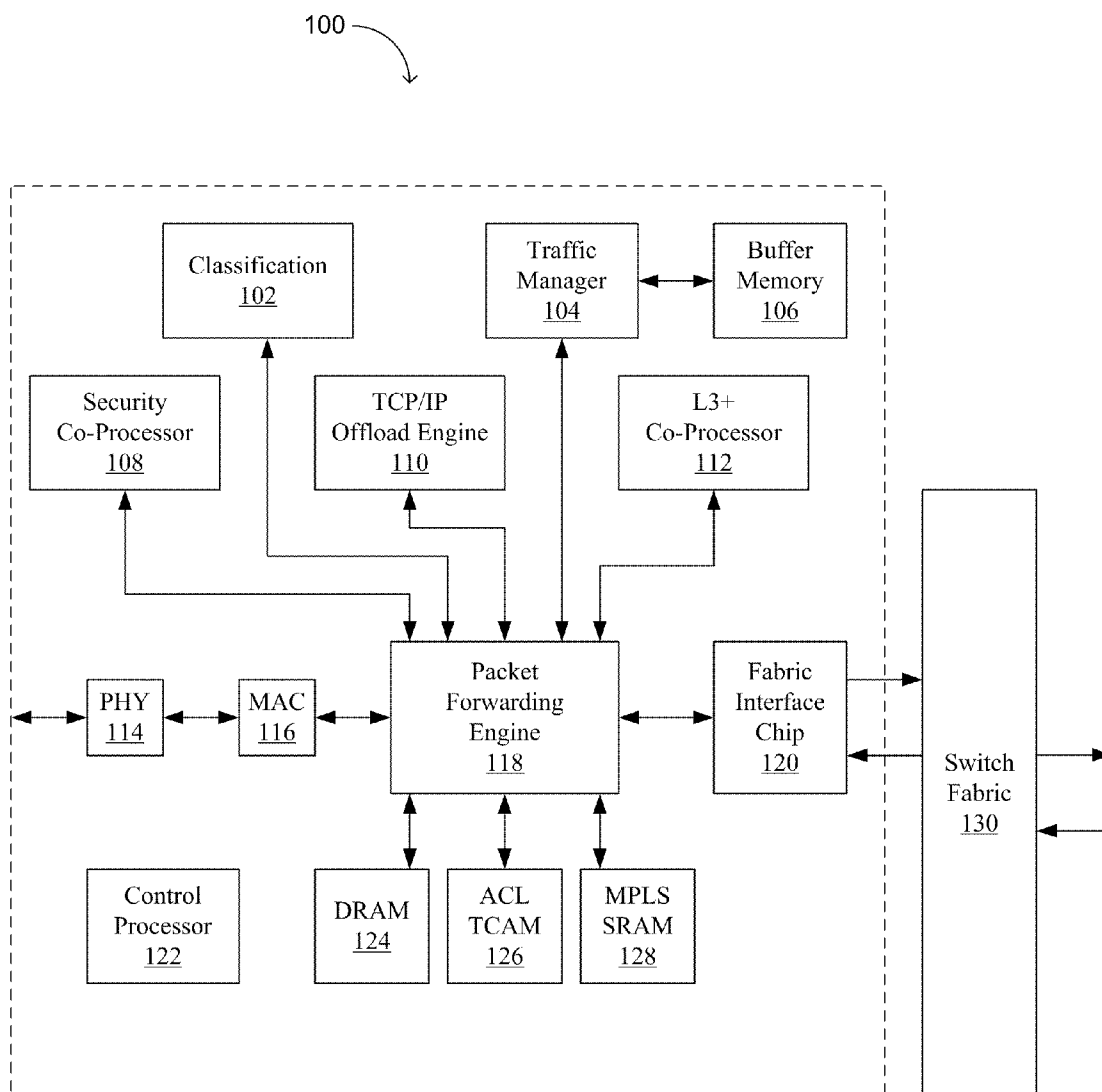 100
Classification
102
Traffic
Manager
104
Buffer
Memory
106
Security
Co-Processor
108
TCP/IP
Offload Engine
110
L3+
Co-Processor
112
PHY
114
MAC
116
Packet
Forwarding
Engine
118
Fabric
Interface
Chip
120
Switch
Fabric
130
Control
Processor
122
DRAM
124
ACL
TCAM
126
MPLS
SRAM
128